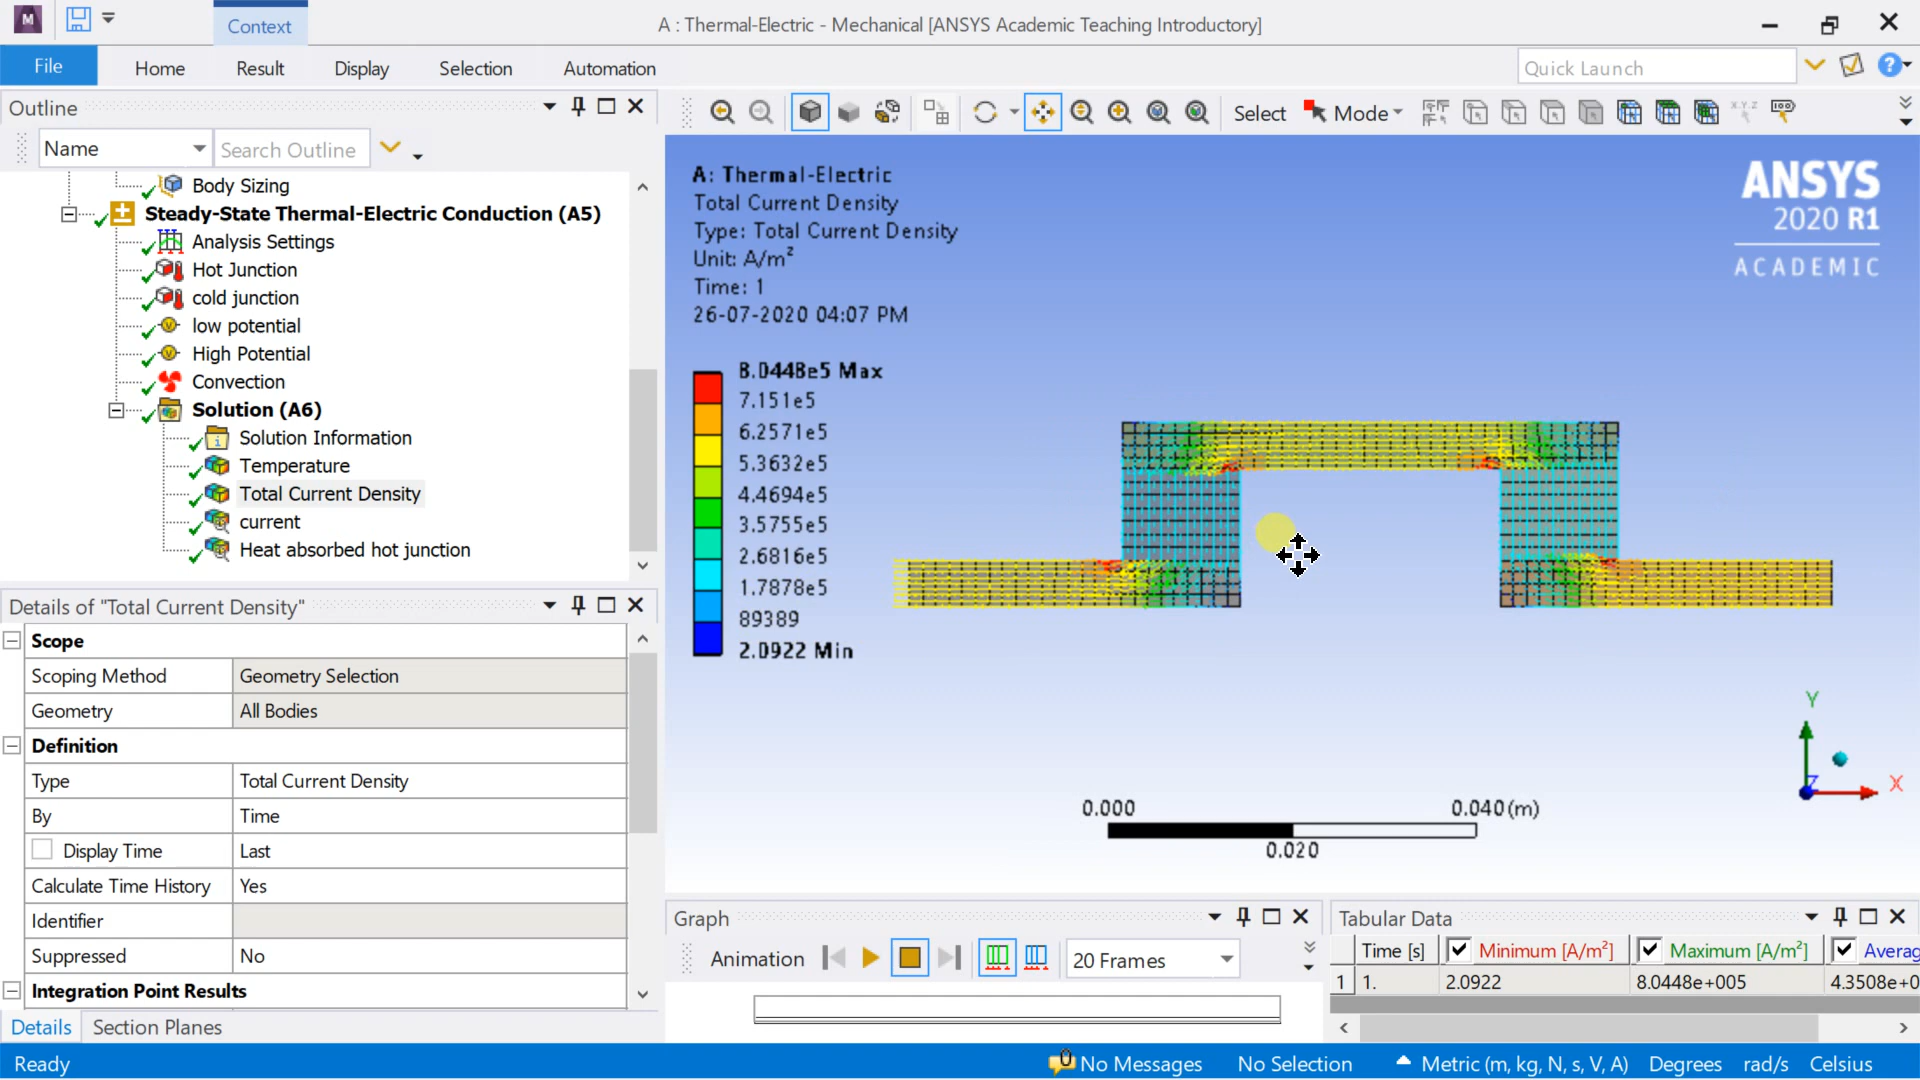 M
Context
A : Thermal-Electric - Mechanical [ANSYS Academic Teaching Introductory]
File
Home
Result
Display
Selection
Automation
Quick Launch
?
Outline
Select
Mode
Name
Search Outline
Body Sizing
Steady-State Thermal-Electric Conduction (A5)
Analysis Settings
Hot Junction
cold junction
low potential
High Potential
Convection
Solution (A6)
Solution Information
Temperature
Total Current Density
current
Heat absorbed hot junction
A: Thermal-Electric
Total Current Density
Type: Total Current Density
Unit: A/m²
Time: 1
26-07-2020 04:07 PM
8.0448e5 Max
7.151e5
6.2571e5
5.3632e5
4.4694e5
3.5755e5
2.6816e5
1.7878e5
89389
2.0922 Min
ANSYS
2020 R1
ACADEMIC
Y
Z
X
0.000
0.040 (m)
0.020
Details of "Total Current Density"
Scope
Scoping Method
Geometry Selection
Geometry
All Bodies
Definition
Type
Total Current Density
By
Time
Display Time
Last
Calculate Time History
Yes
Identifier
Suppressed
No
Integration Point Results
Details
Section Planes
Graph
Animation
20 Frames
Tabular Data
Time [s]
Minimum [A/m²]
Maximum [A/m²]
Averag
1
1.
2.0922
8.0448e+005
4.3508e+0
Ready
0
No Messages
No Selection
Metric (m, kg, N, s, V, A)
Degrees
rad/s
Celsius